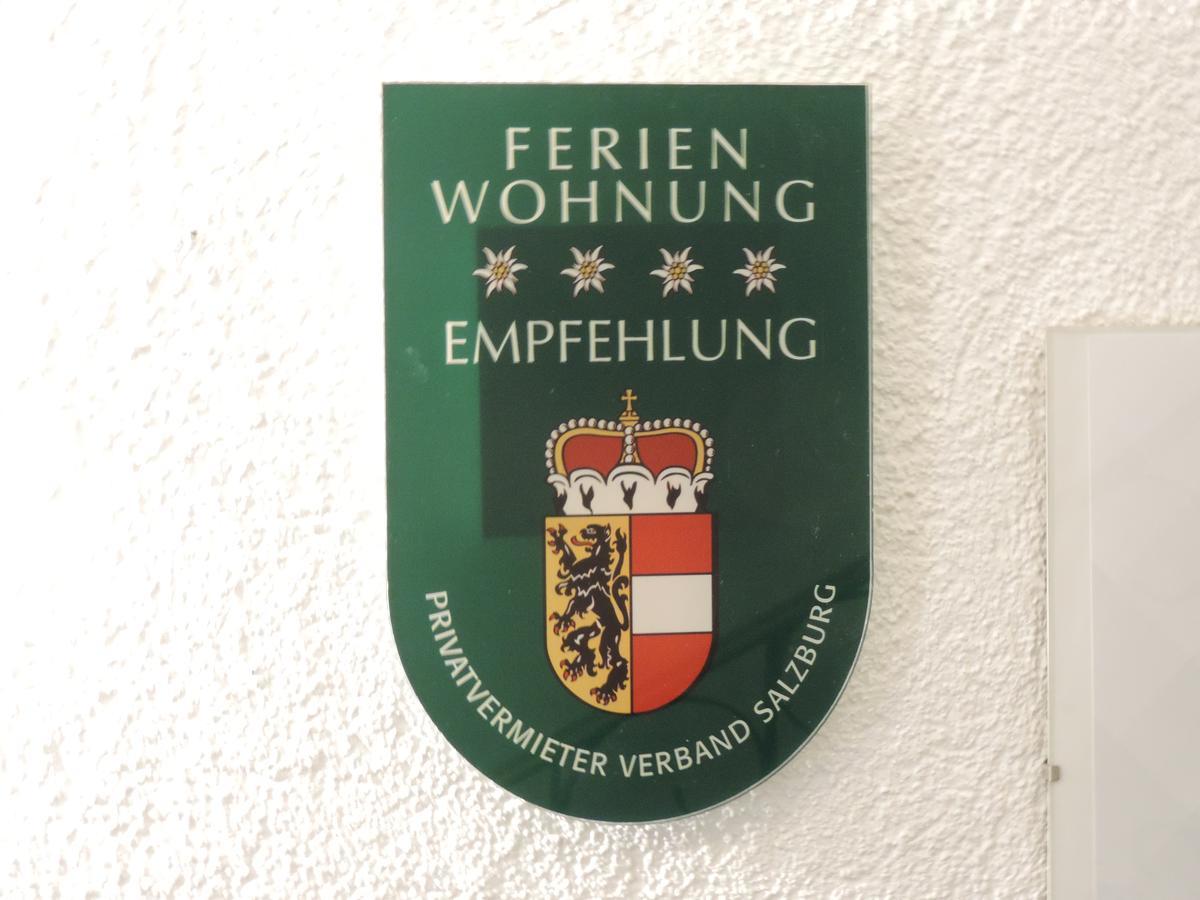 FERIEN
WOHNUNG
EMPFEHLUNG
PRIVATVERMIETER VERBAND SALZBURG